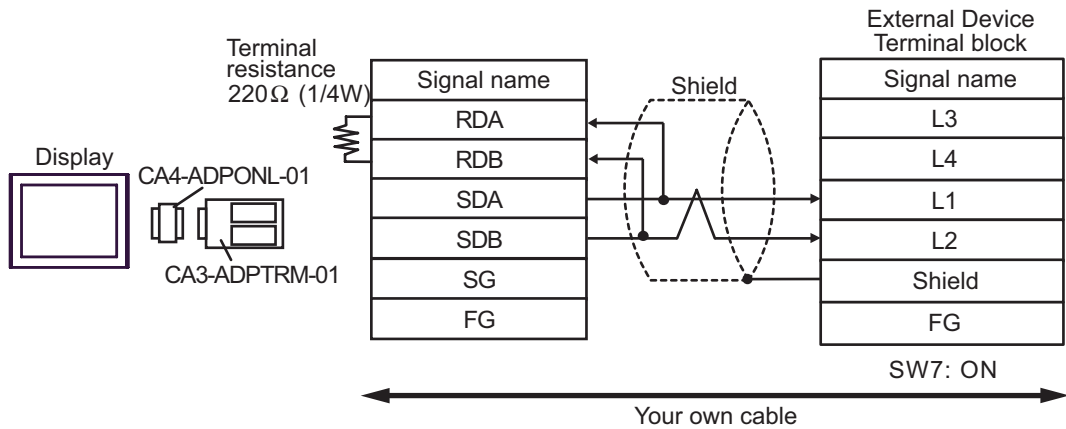 External Device
Terminal block
Terminal
resistance
220Ω (1/4W)
Signal name
Shield
Signal name
RDA
L3
Display
CA4-ADPONL-01
RDB
L4
SDA
L1
SDB
L2
CA3-ADPTRM-01
SG
Shield
FG
FG
SW7: ON
Your own cable